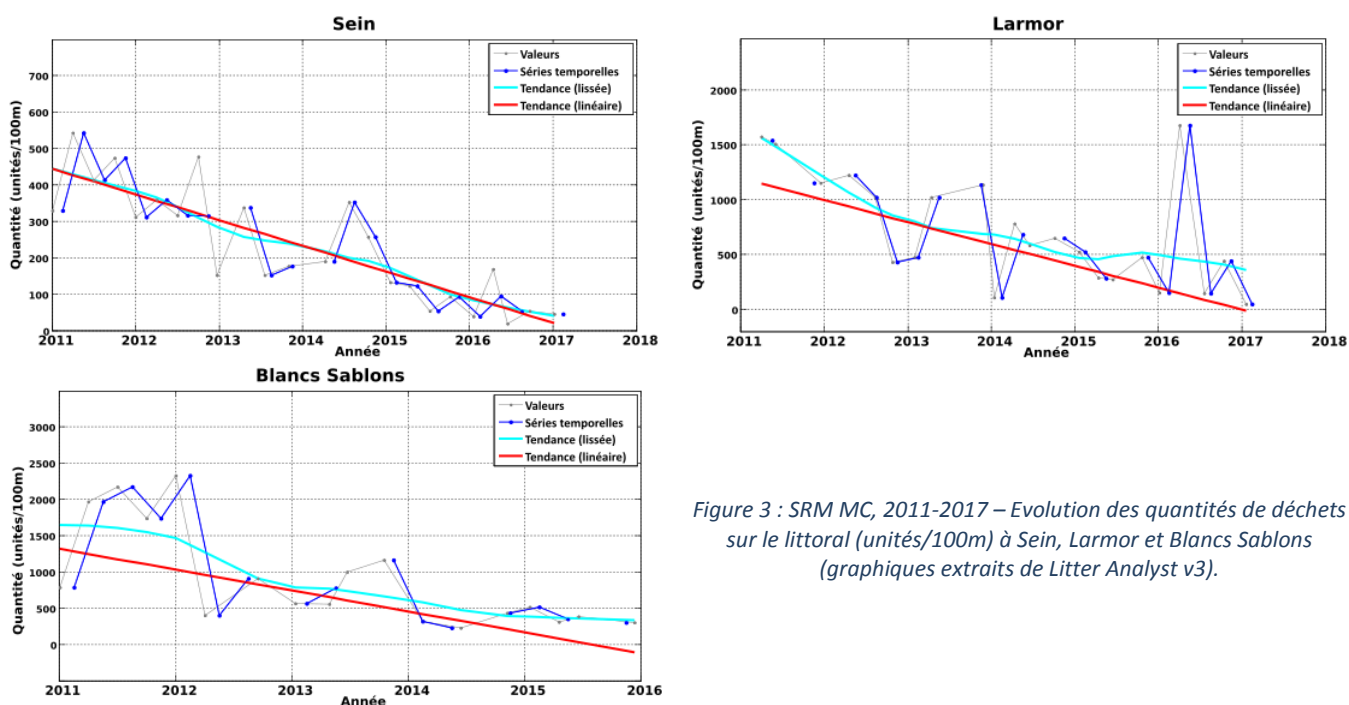 Sein
Quantité (unités/100m)
700
600
500
400
300
200
100
0
Valeurs
Séries temporelles
Tendance (lissée)
Tendance (linéaire)
2011 2012 2013 2014 2015 2016 2017 2018
Année
Larmor
Quantité (unités/100m)
2000
1500
1000
500
0
Valeurs
Séries temporelles
Tendance (lissée)
Tendance (linéaire)
2011 2012 2013 2014 2015 2016 2017 2018
Année
Blancs Sablons
Quantité (unités/100m)
3000
2500
2000
1500
1000
500
0
Valeurs
Séries temporelles
Tendance (lissée)
Tendance (linéaire)
2011 2012 2013 2014 2015 2016
Année
Figure 3 : SRM MC, 2011-2017 – Evolution des quantités de déchets
sur le littoral (unités/100m) à Sein, Larmor et Blancs Sablons
(graphiques extraits de Litter Analyst v3).